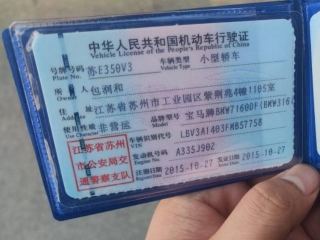 中华人民共和国机动车行驶证
Vehicle License of the People's Republic of China
号牌号码 苏E350V3 车辆类型 小型轿车
Plate No. Vehicle Type
所有人 包润和
Owner
住址 江苏省苏州市工业园区紫荆苑4幢1105室
Address
使用性质 非营运 品牌型号 宝马牌BMW7160DF(BMW316
Use Character Model
江苏省苏州
市公安局交
通警察支队
车辆识别代号 LBV3A1403FMB57758
VIN
发动机号码 A335J902
Engine No.
注册日期 2015-10-27 发证日期 2015-10-27
Register Date Issue Date